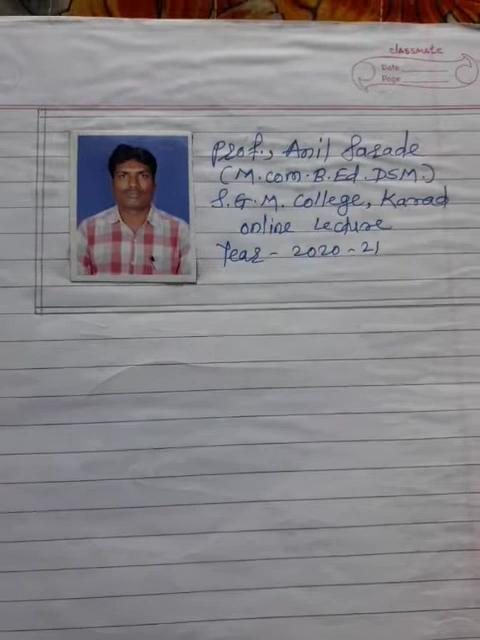 classmate
Date
Page
Prof., Anil Sarade
(M.com.B.Ed.DSM.)
S.G.M. College, Karad
online Lecture
Year - 2020-21